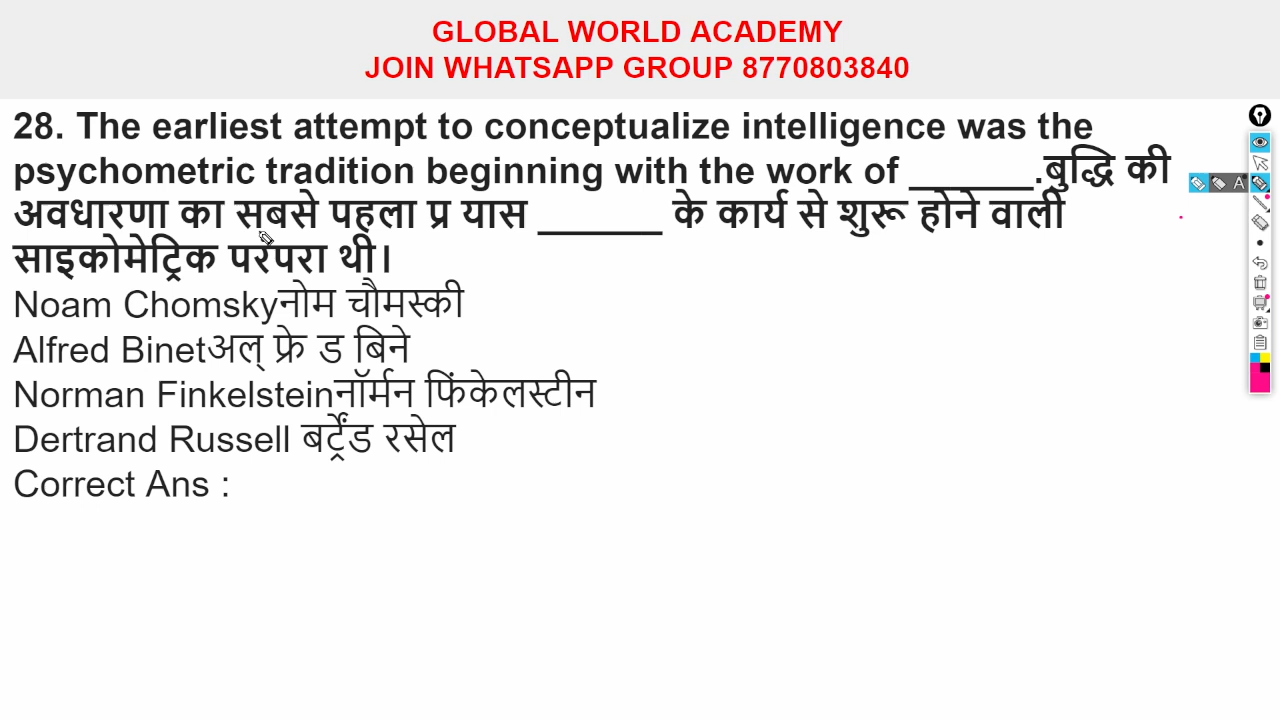 GLOBAL WORLD ACADEMY
JOIN WHATSAPP GROUP 8770803840
28. The earliest attempt to conceptualize intelligence was the
psychometric tradition beginning with the work of ______.बुद्धि की
अवधारणा का सबसे पहला प्र यास ______ के कार्य से शुरू होने वाली
साइकोमेट्रिक परंपरा थी।
Noam Chomskyनोम चौमस्की
Alfred Binetअल् फ्रे ड बिने
Norman Finkelsteinनॉर्मन फिंकेलस्टीन
Dertrand Russell बर्ट्रेंड रसेल
Correct Ans :
A